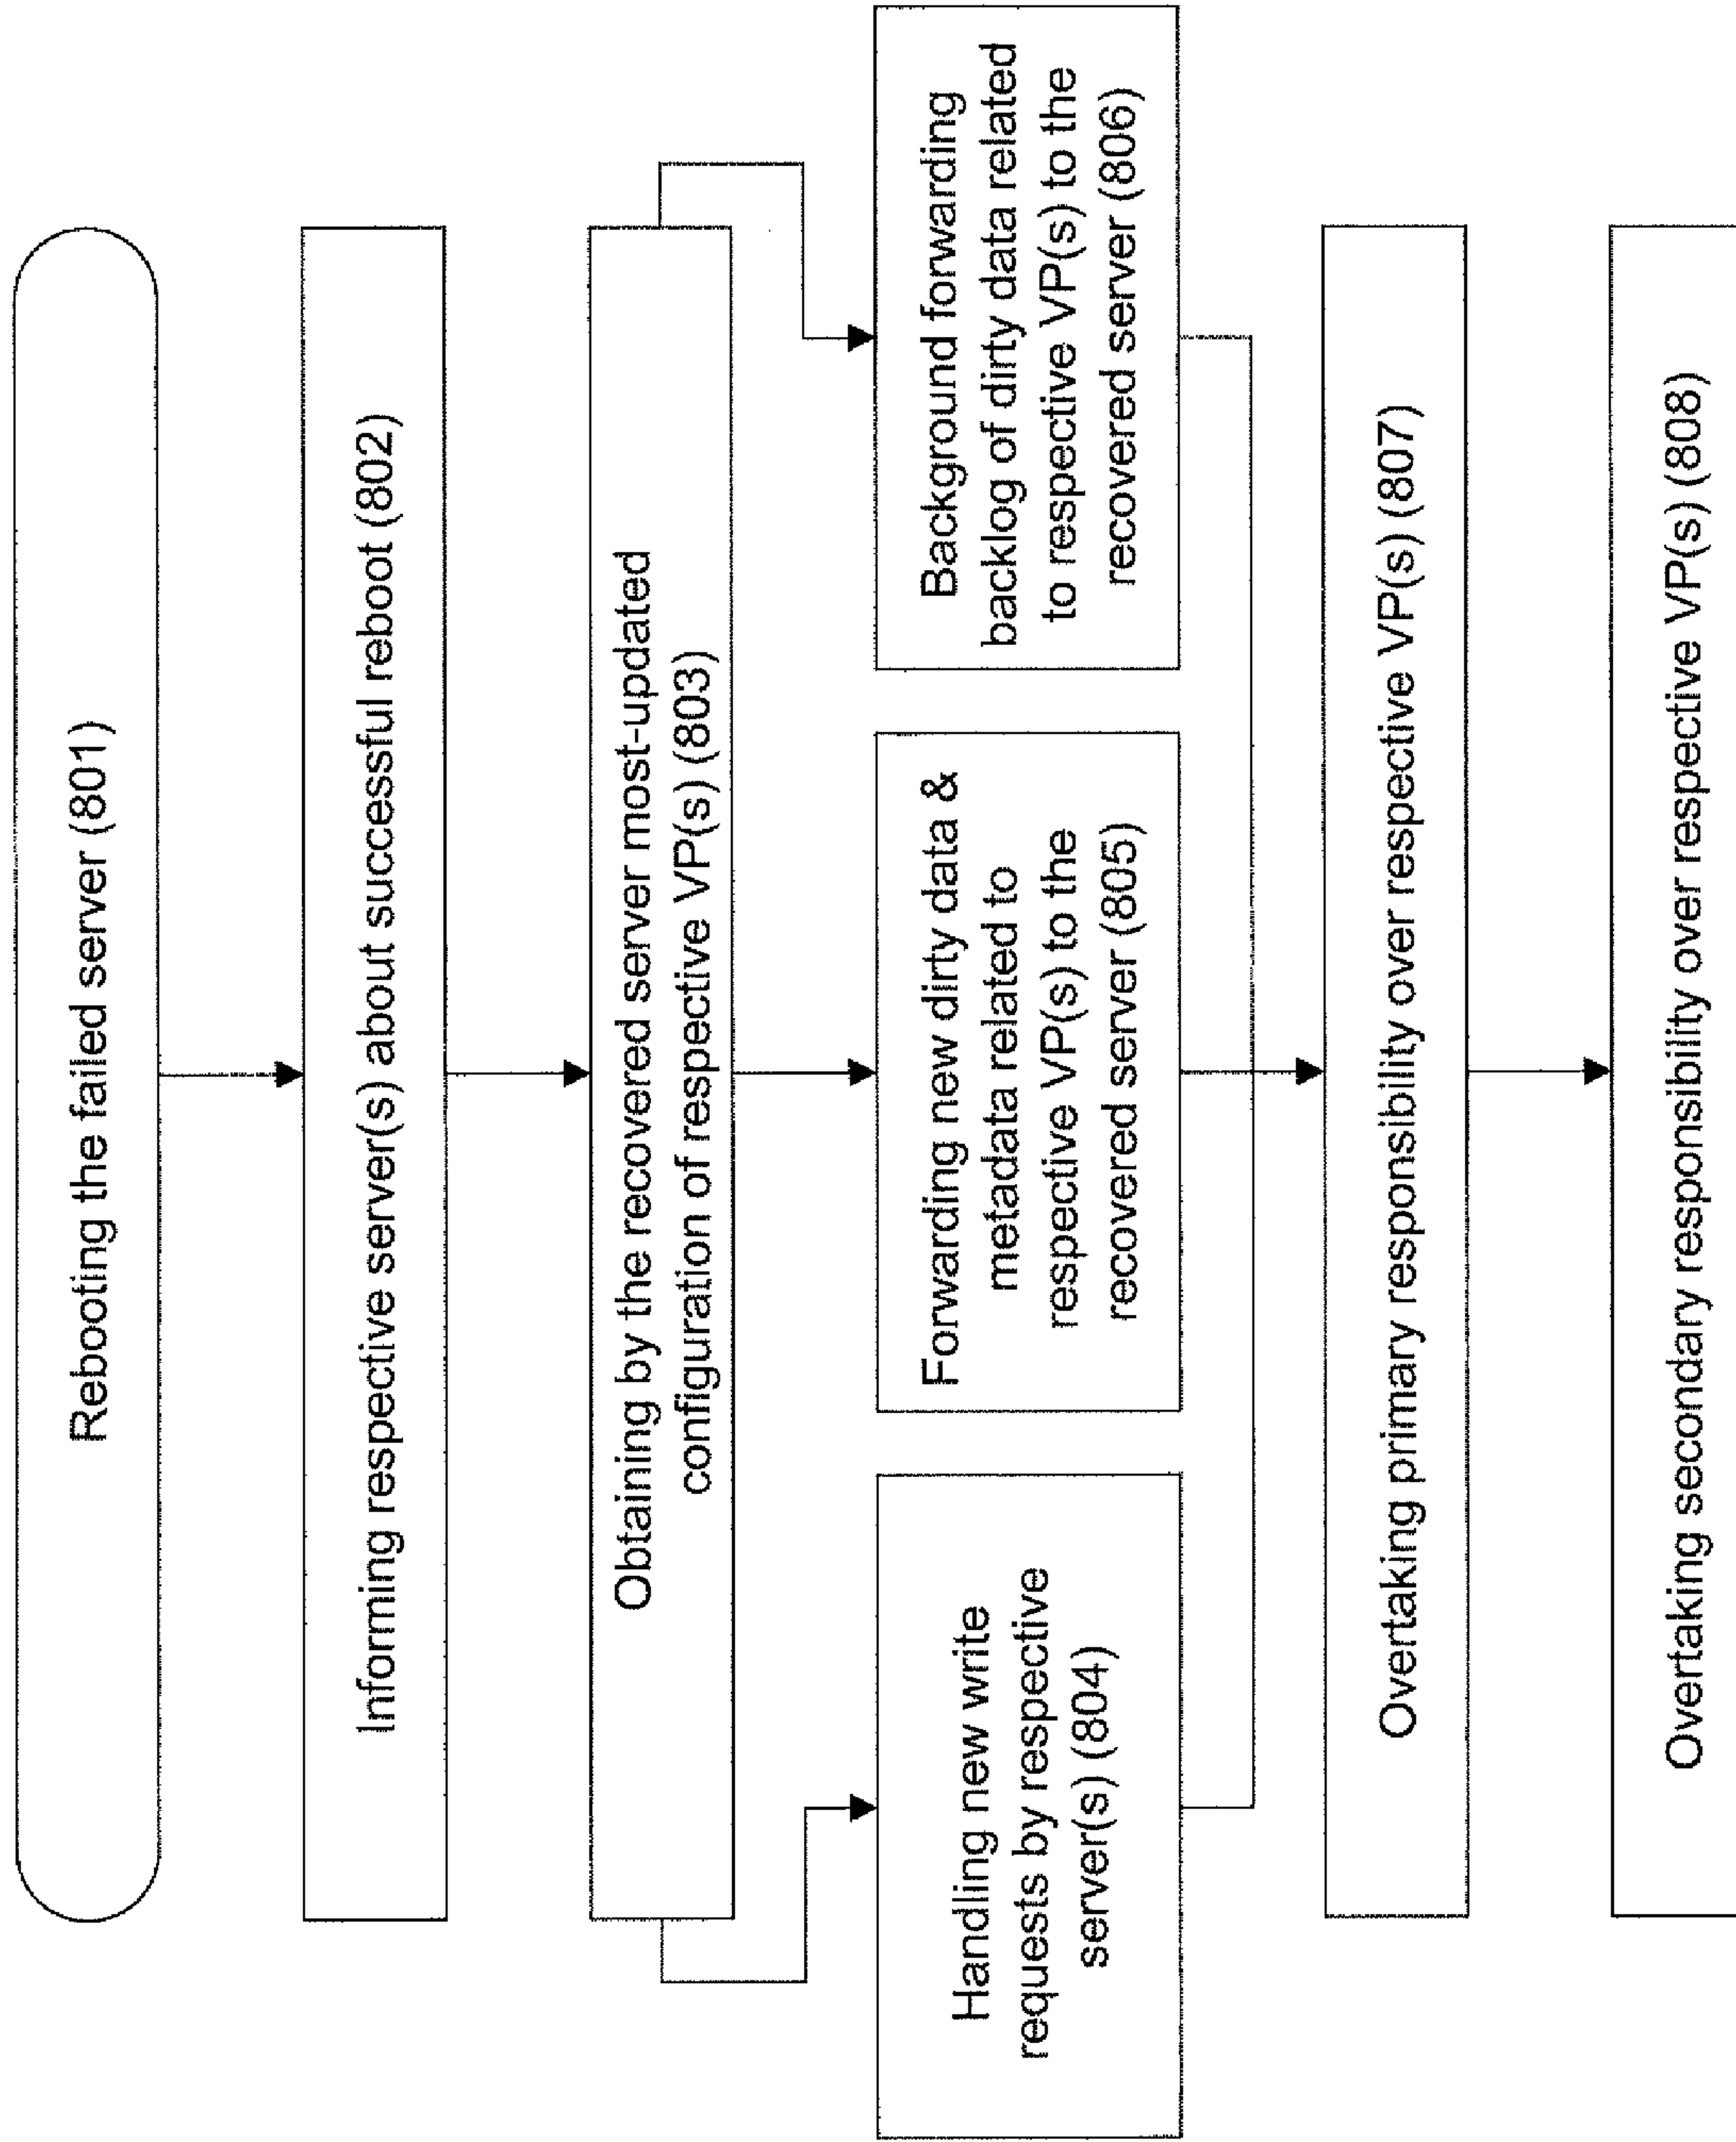 Rebooting the failed server (801)
Informing respective server(s) about successful reboot (802)
Obtaining by the recovered server most-updated
configuration of respective VP(s) (803)
Handling new write
requests by respective
server(s) (804)
Forwarding new dirty data &
metadata related to
respective VP(s) to the
recovered server (805)
Background forwarding
backlog of dirty data related
to respective VP(s) to the
recovered server (806)
Overtaking primary responsibility over respective VP(s) (807)
Overtaking secondary responsibility over respective VP(s) (808)